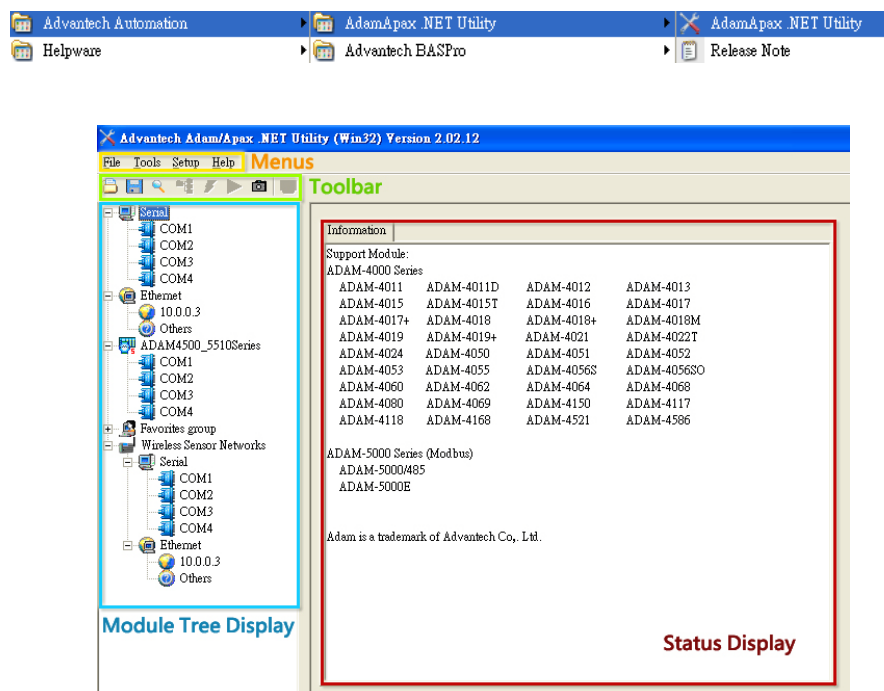 Advantech Automation AdamApax .NET Utility AdamApax .NET Utility
Helpware Advantech BASPro Release Note
Advantech Adam/Apax .NET Utility (Win32) Version 2.02.12
File Tools Setup Help Menus
Toolbar
Serial
COM1
COM2
COM3
COM4
Ethernet
10.0.0.3
Others
ADAM4500_5510Series
COM1
COM2
COM3
COM4
Favorites group
Wireless Sensor Networks
Serial
COM1
COM2
COM3
COM4
Ethernet
10.0.0.3
Others
Module Tree Display
Information
Support Module:
ADAM-4000 Series
ADAM-4011 ADAM-4011D ADAM-4012 ADAM-4013
ADAM-4015 ADAM-4015T ADAM-4016 ADAM-4017
ADAM-4017+ ADAM-4018 ADAM-4018+ ADAM-4018M
ADAM-4019 ADAM-4019+ ADAM-4021 ADAM-4022T
ADAM-4024 ADAM-4050 ADAM-4051 ADAM-4052
ADAM-4053 ADAM-4055 ADAM-4056S ADAM-4056SO
ADAM-4060 ADAM-4062 ADAM-4064 ADAM-4068
ADAM-4080 ADAM-4069 ADAM-4150 ADAM-4117
ADAM-4118 ADAM-4168 ADAM-4521 ADAM-4586
ADAM-5000 Series (Modbus)
ADAM-5000/485
ADAM-5000E
Adam is a trademark of Advantech Co,. Ltd.
Status Display